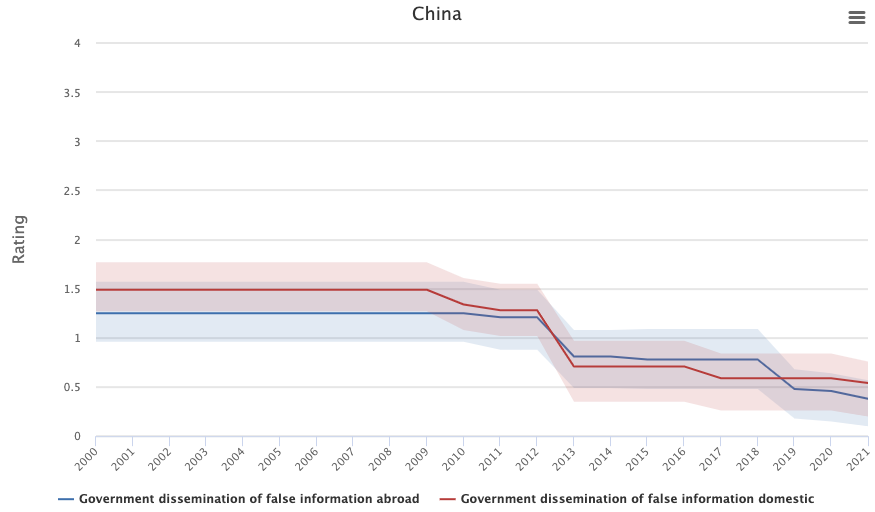 China
4
3.5
3
2.5
2
1.5
1
0.5
0
Rating
2000 2001 2002 2003 2004 2005 2006 2007 2008 2009 2010 2011 2012 2013 2014 2015 2016 2017 2018 2019 2020 2021
Government dissemination of false information abroad Government dissemination of false information domestic